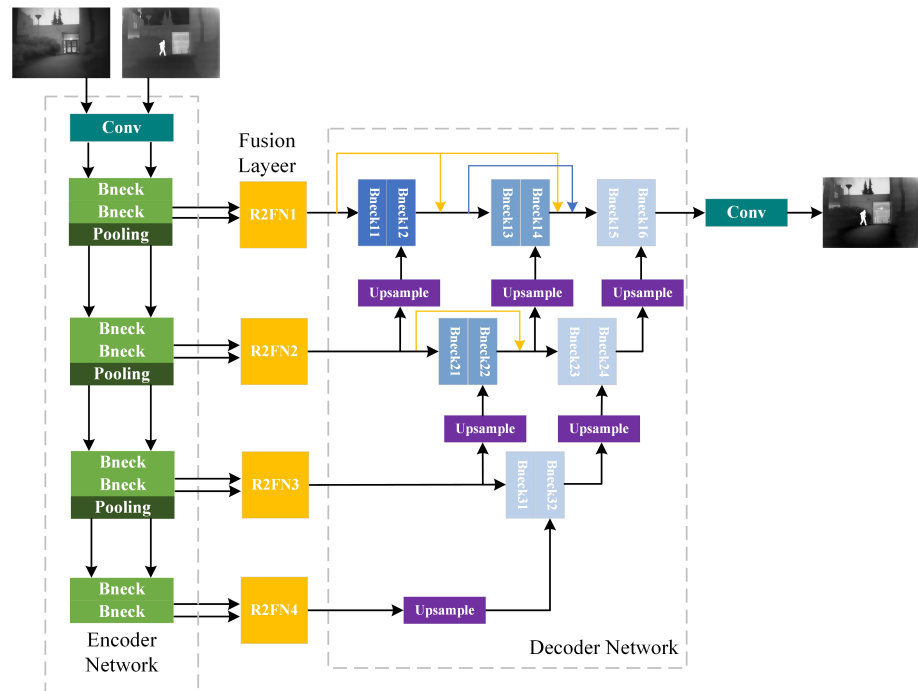 Conv
Bneck
Bneck
Pooling
Fusion
Layeer
R2FN1
Bneck11
Bneck12
Bneck13
Bneck14
Bneck15
Bneck16
Conv
Upsample
Upsample
Upsample
Bneck
Bneck
Pooling
R2FN2
Bneck21
Bneck22
Bneck23
Bneck24
Upsample
Upsample
Bneck
Bneck
Pooling
R2FN3
Bneck31
Bneck32
Bneck
Bneck
R2FN4
Upsample
Encoder
Network
Decoder Network